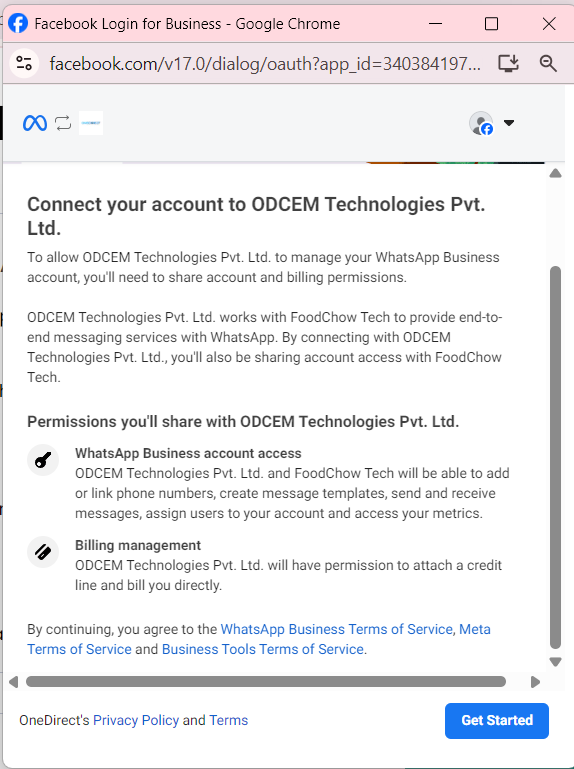 Facebook Login for Business - Google Chrome
facebook.com/v17.0/dialog/oauth?app_id=340384197...
Connect your account to ODCEM Technologies Pvt.
Ltd.
To allow ODCEM Technologies Pvt. Ltd. to manage your WhatsApp Business
account, you'll need to share account and billing permissions.
ODCEM Technologies Pvt. Ltd. works with FoodChow Tech to provide end-to-
end messaging services with WhatsApp. By connecting with ODCEM
Technologies Pvt. Ltd., you'll also be sharing account access with FoodChow
Tech.
Permissions you'll share with ODCEM Technologies Pvt. Ltd.
WhatsApp Business account access
ODCEM Technologies Pvt. Ltd. and FoodChow Tech will be able to add
or link phone numbers, create message templates, send and receive
messages, assign users to your account and access your metrics.
Billing management
ODCEM Technologies Pvt. Ltd. will have permission to attach a credit
line and bill you directly.
By continuing, you agree to the WhatsApp Business Terms of Service, Meta
Terms of Service and Business Tools Terms of Service.
OneDirect's Privacy Policy and Terms
Get Started